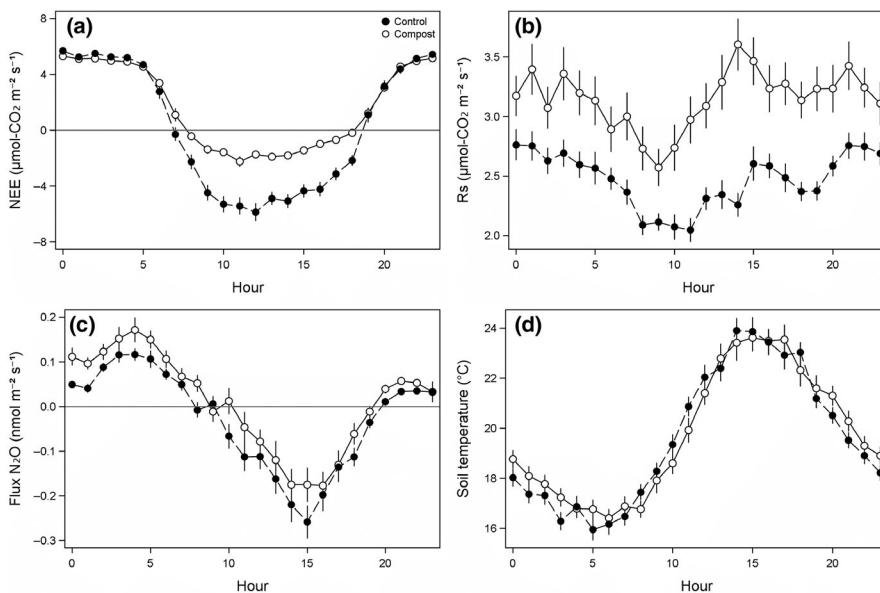 (a)
Control
Compost
8
4
0
–4
–8
NEE (μmol-CO₂ m⁻² s⁻¹)
0
5
10
15
20
Hour
(b)
3.5
3.0
2.5
2.0
Rs (μmol-CO₂ m⁻² s⁻¹)
0
5
10
15
20
Hour
(c)
0.2
0.1
0.0
–0.1
–0.2
–0.3
Flux N₂O (nmol m⁻² s⁻¹)
0
5
10
15
20
Hour
(d)
24
22
20
18
16
Soil temperature (°C)
0
5
10
15
20
Hour